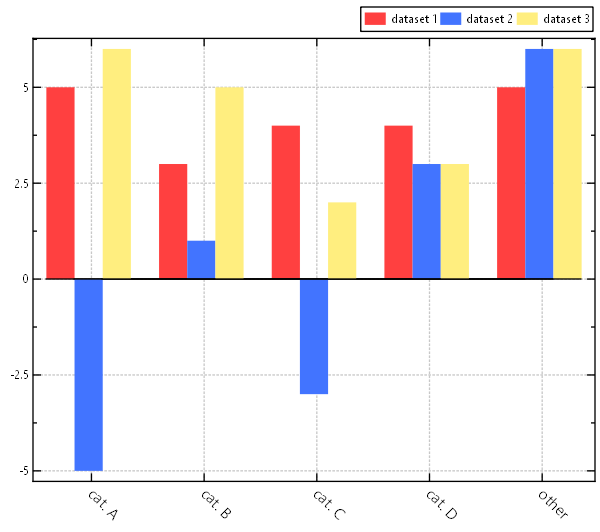 dataset 1 dataset 2 dataset 3
5
2.5
0
-2.5
-5
cat. A cat. B cat. C cat. D other